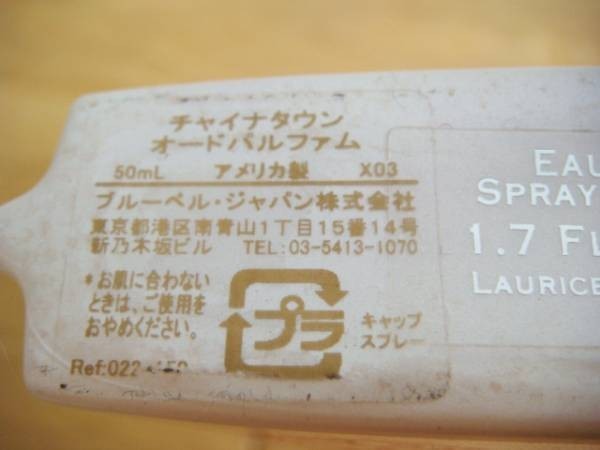 チャイナタウン
オードパルファム
50mL アメリカ製 X03
ブルーベル・ジャパン株式会社
東京都港区南青山1丁目15番14号
新乃木坂ビル TEL:03-5413-1070
*お肌に合わない
ときは、ご使用を
おやめください。
プラ
キャップ
スプレー
Ref:022
EAU
SPRAY
1.7 FL
LAURICE